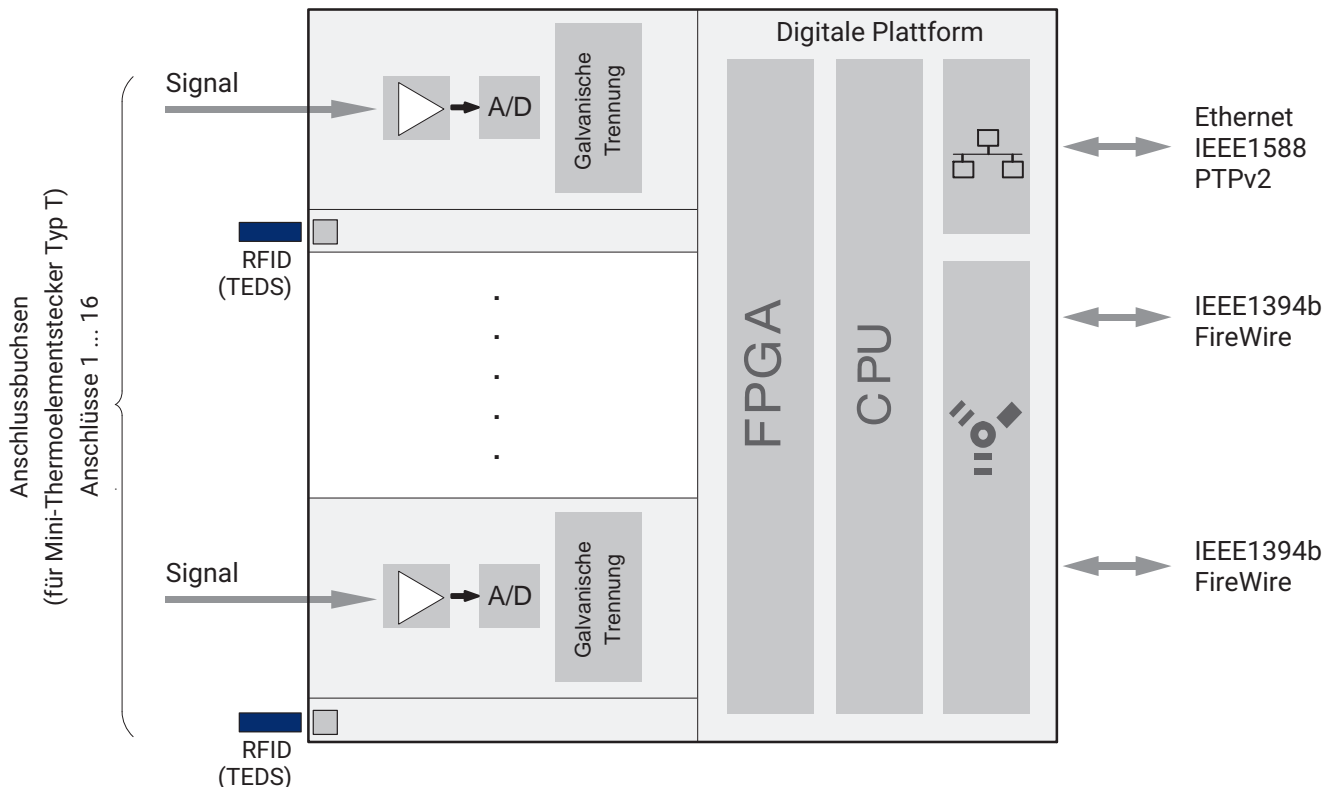 Digitale Plattform
Signal
A/D
Galvanische
Trennung
RFID
(TEDS)
Anschlussbuchsen
(für Mini-Thermoelementstecker Typ T)
Anschlüsse 1 ... 16
Signal
A/D
Galvanische
Trennung
RFID
(TEDS)
FPGA
CPU
Ethernet
IEEE1588
PTPv2
IEEE1394b
FireWire
IEEE1394b
FireWire